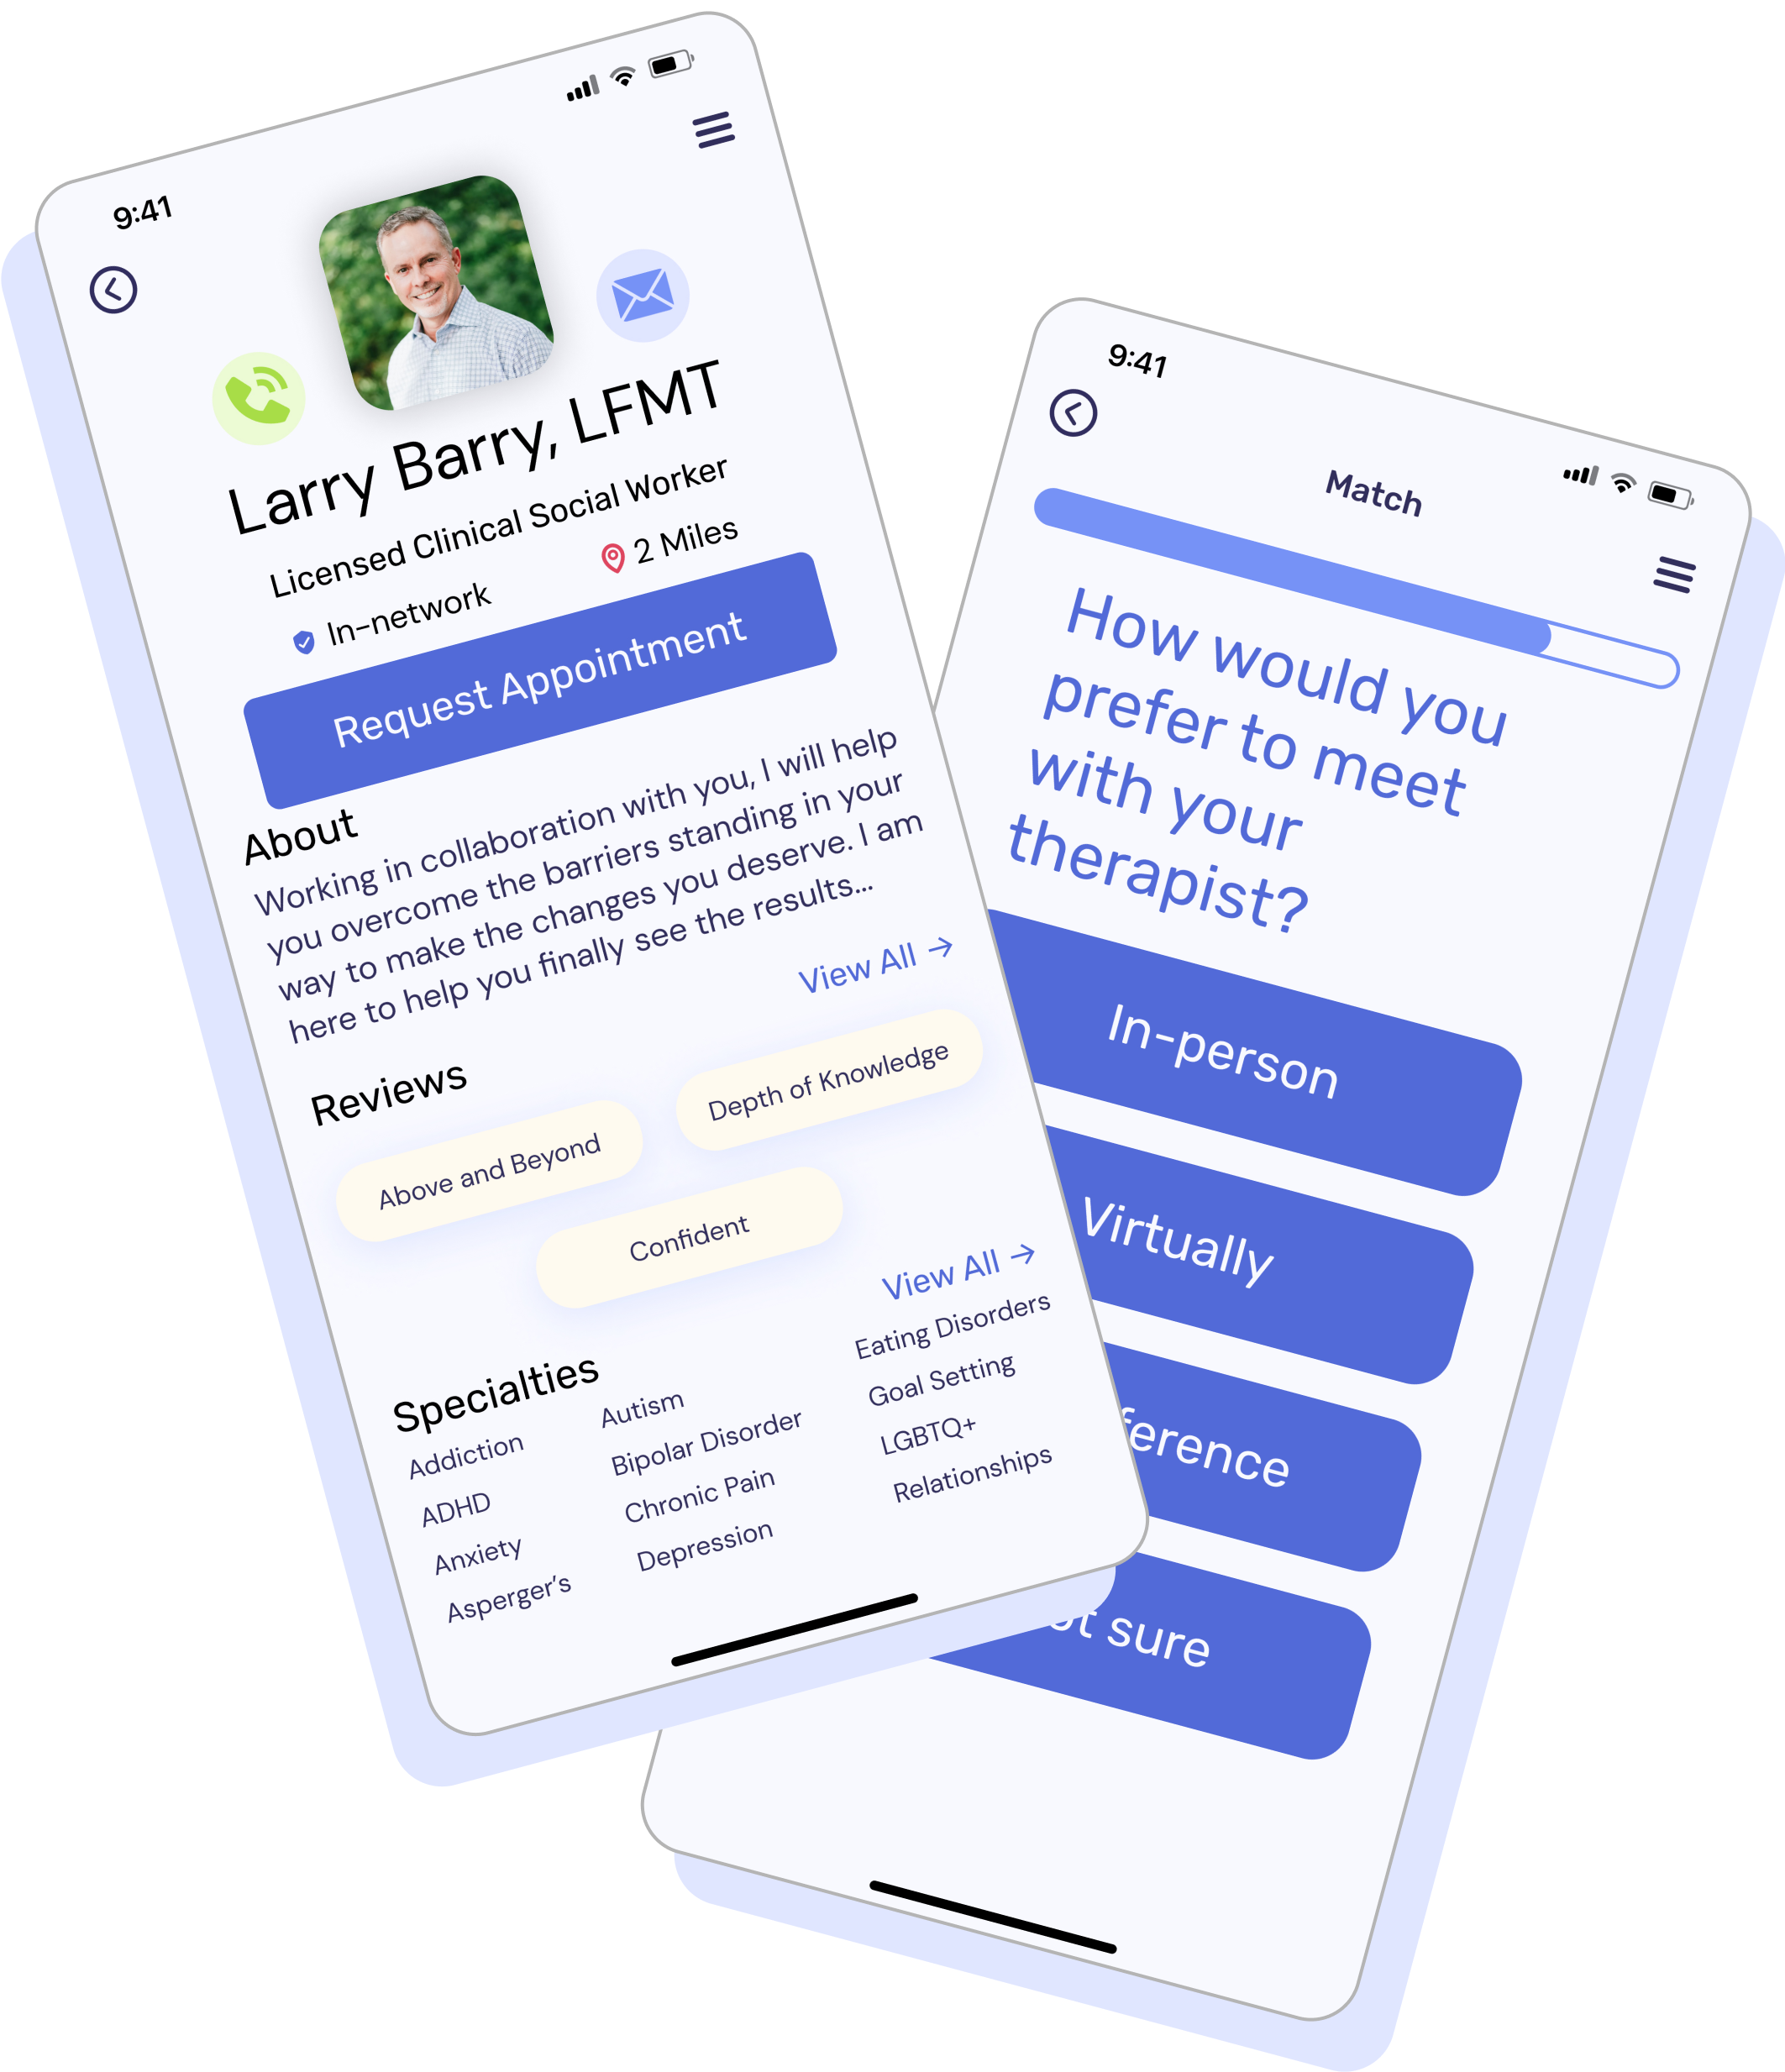 9:41
Larry Barry, LFMT
Licensed Clinical Social Worker
In-network
2 Miles
Request Appointment
About
Working in collaboration with you, I will help
you overcome the barriers standing in your
way to make the changes you deserve. I am
here to help you finally see the results...
View All →
Reviews
Above and Beyond
Depth of Knowledge
Confident
View All →
Specialties
Addiction
ADHD
Anxiety
Asperger's
Autism
Bipolar Disorder
Chronic Pain
Depression
Eating Disorders
Goal Setting
LGBTQ+
Relationships
9:41
Match
How would you
prefer to meet
with your
therapist?
In-person
Virtually
sure